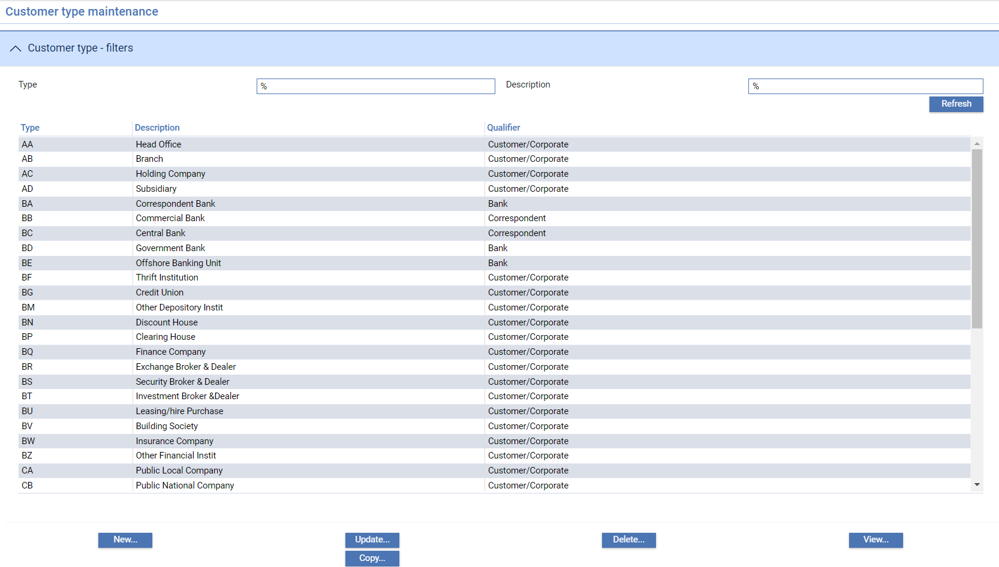 Customer type maintenance
Customer type - filters
Type % Description %
Refresh
Type Description Qualifier
AA Head Office Customer/Corporate
AB Branch Customer/Corporate
AC Holding Company Customer/Corporate
AD Subsidiary Customer/Corporate
BA Correspondent Bank Bank
BB Commercial Bank Correspondent
BC Central Bank Correspondent
BD Government Bank Bank
BE Offshore Banking Unit Bank
BF Thrift Institution Customer/Corporate
BG Credit Union Customer/Corporate
BM Other Depository Instit Customer/Corporate
BN Discount House Customer/Corporate
BP Clearing House Customer/Corporate
BQ Finance Company Customer/Corporate
BR Exchange Broker & Dealer Customer/Corporate
BS Security Broker & Dealer Customer/Corporate
BT Investment Broker &Dealer Customer/Corporate
BU Leasing/hire Purchase Customer/Corporate
BV Building Society Customer/Corporate
BW Insurance Company Customer/Corporate
BZ Other Financial Instit Customer/Corporate
CA Public Local Company Customer/Corporate
CB Public National Company Customer/Corporate
New... Update... Delete... View...
Copy...